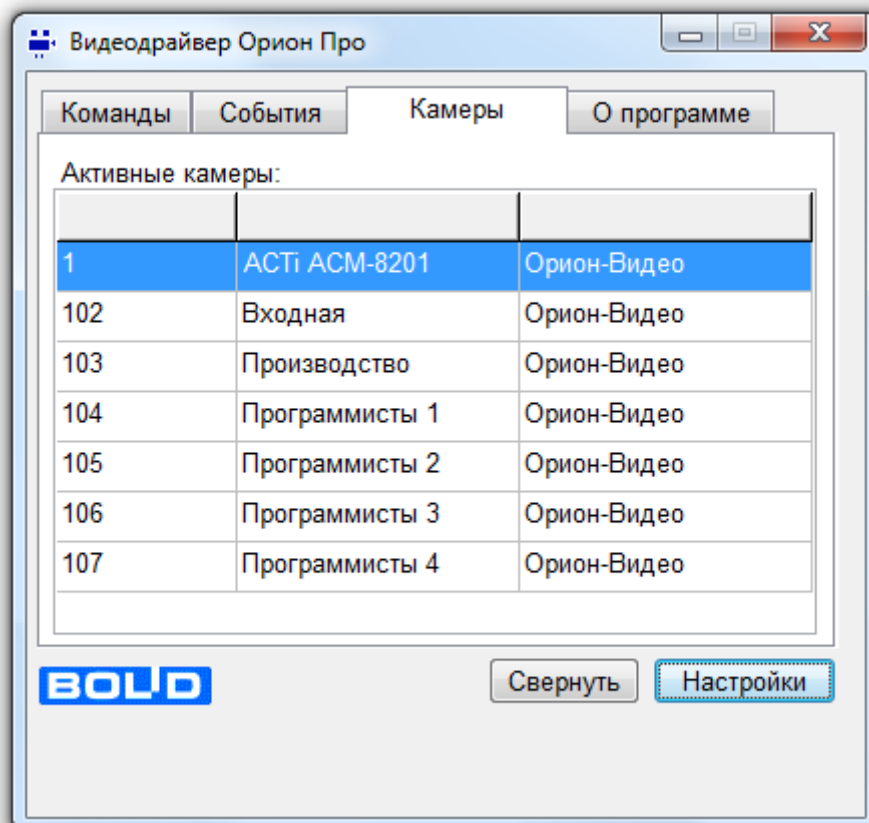 Видеодрайвер Орион Про
Команды События Камеры О программе
Активные камеры:
1 ACTi ACM-8201 Орион-Видео
102 Входная Орион-Видео
103 Производство Орион-Видео
104 Программисты 1 Орион-Видео
105 Программисты 2 Орион-Видео
106 Программисты 3 Орион-Видео
107 Программисты 4 Орион-Видео
BOLID Свернуть Настройки